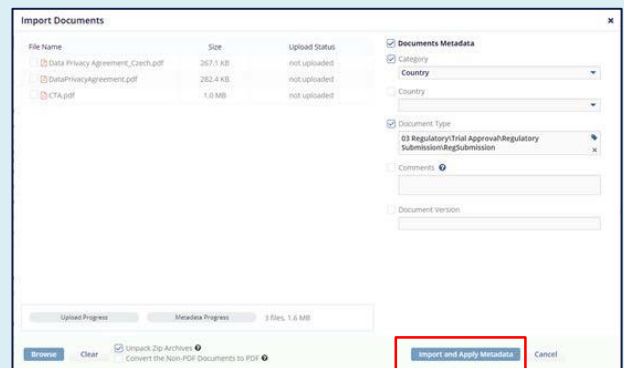 Import Documents
File Name Size Upload Status
Data Privacy Agreement_Czech.pdf 267.1 KB not uploaded
DataPrivacyAgreement.pdf 282.4 KB not uploaded
CTA.pdf 1.0 MB not uploaded
Documents Metadata
Category
Country
Country
Document Type
03 Regulatory\Trial Approval\Regulatory
Submission\RegSubmission
Comments
Document Version
Upload Progress Metadata Progress 3 files, 1.6 MB
Browse Clear Unpack Zip Archives
Convert the Non-PDF Documents to PDF
Import and Apply Metadata Cancel